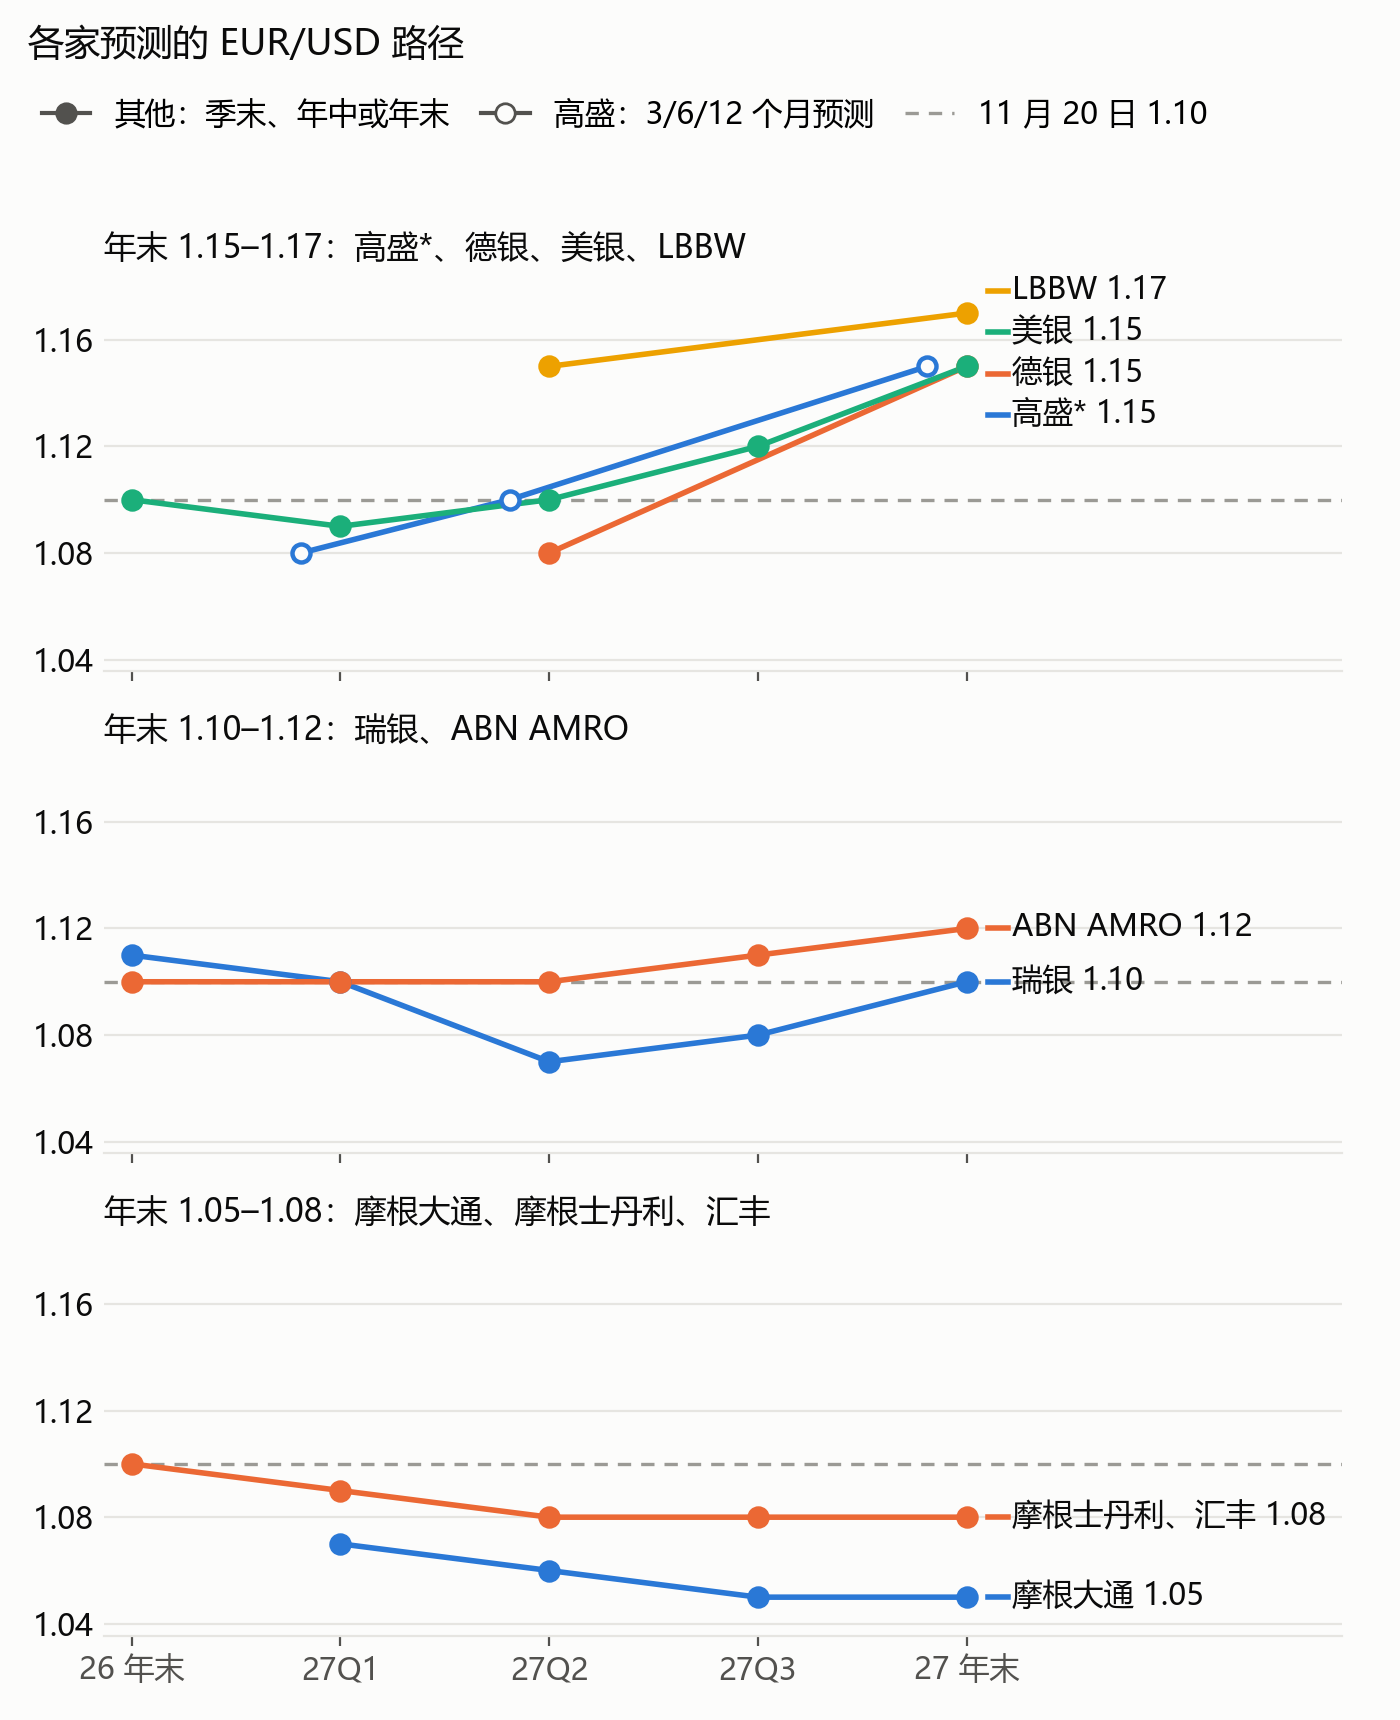 各家预测的 EUR/USD 路径
其他：季末、年中或年末
高盛：3/6/12 个月预测
11 月 20 日 1.10
年末 1.15–1.17：高盛*、德银、美银、LBBW
LBBW 1.17
1.16
美银 1.15
德银 1.15
高盛* 1.15
1.12
1.08
1.04
年末 1.10–1.12：瑞银、ABN AMRO
1.16
1.12
ABN AMRO 1.12
瑞银 1.10
1.08
1.04
年末 1.05–1.08：摩根大通、摩根士丹利、汇丰
1.16
1.12
1.08
摩根士丹利、汇丰 1.08
摩根大通 1.05
1.04
26 年末
27Q1
27Q2
27Q3
27 年末